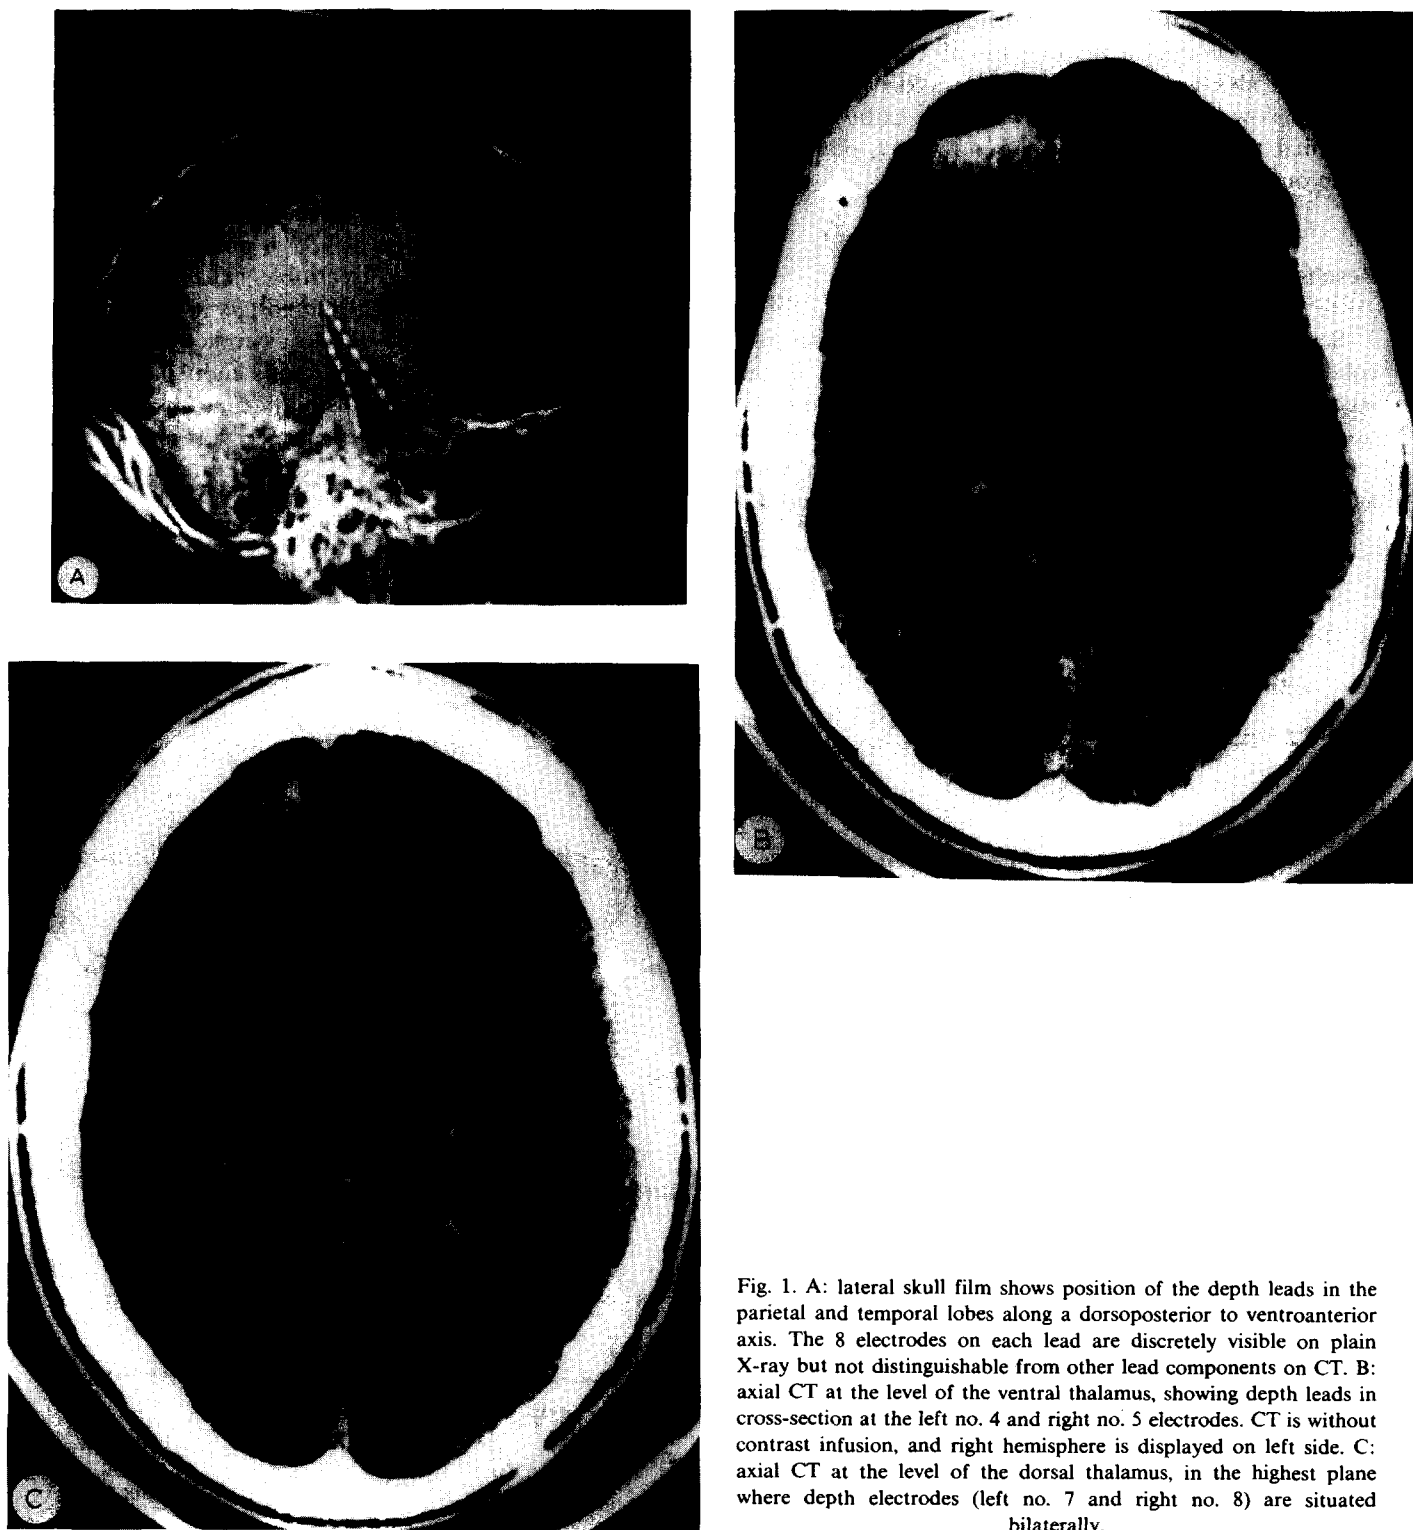 A
B
C
Fig. 1. A: lateral skull film shows position of the depth leads in the
parietal and temporal lobes along a dorsoposterior to ventroanterior
axis. The 8 electrodes on each lead are discretely visible on plain
X-ray but not distinguishable from other lead components on CT. B:
axial CT at the level of the ventral thalamus, showing depth leads in
cross-section at the left no. 4 and right no. 5 electrodes. CT is without
contrast infusion, and right hemisphere is displayed on left side. C:
axial CT at the level of the dorsal thalamus, in the highest plane
where depth electrodes (left no. 7 and right no. 8) are situated
bilaterally.